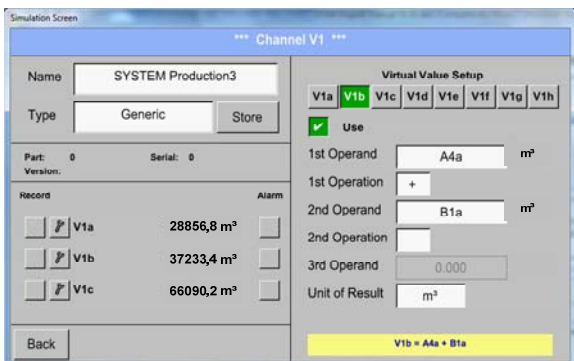 Simulation Screen
*** Channel V1 ***
Name SYSTEM Production3
Type Generic Store
Part: 0 Serial: 0
Version:
Record Alarm
V1a 28856,8 m³
V1b 37233,4 m³
V1c 66090,2 m³
Back
Virtual Value Setup
V1a V1b V1c V1d V1e V1f V1g V1h
Use
1st Operand A4a m³
1st Operation +
2nd Operand B1a m³
2nd Operation
3rd Operand 0.000
Unit of Result m³
V1b = A4a + B1a